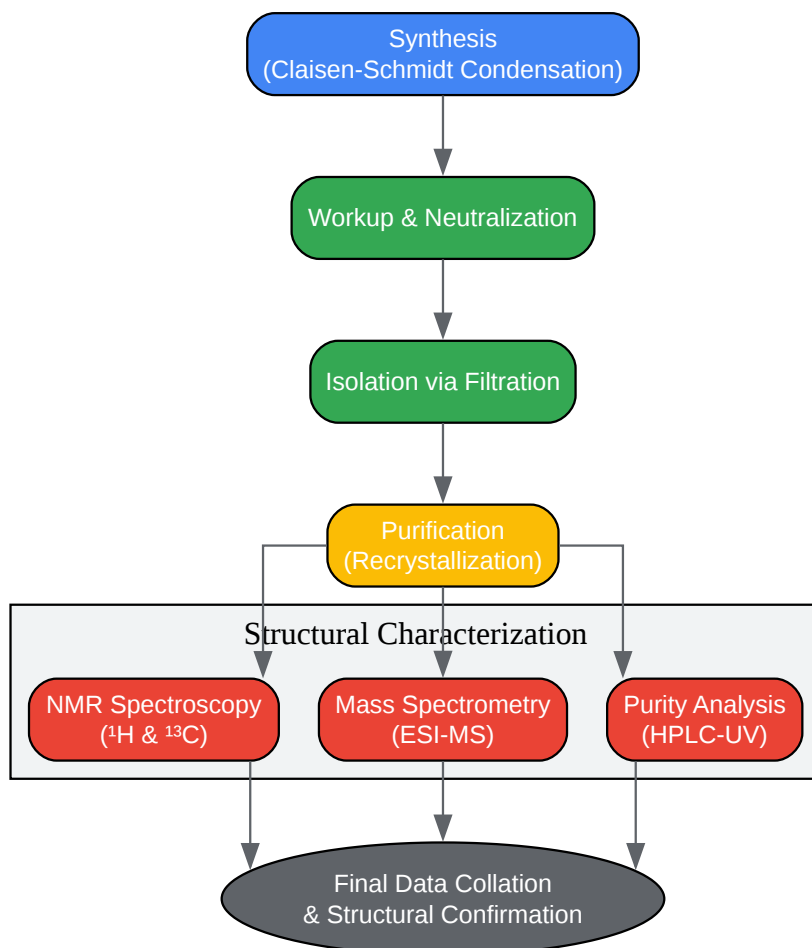 Synthesis
(Claisen-Schmidt Condensation)
Workup & Neutralization
Isolation via Filtration
Purification
(Recrystallization)
Structural Characterization
NMR Spectroscopy
(¹H & ¹³C)
Mass Spectrometry
(ESI-MS)
Purity Analysis
(HPLC-UV)
Final Data Collation
& Structural Confirmation